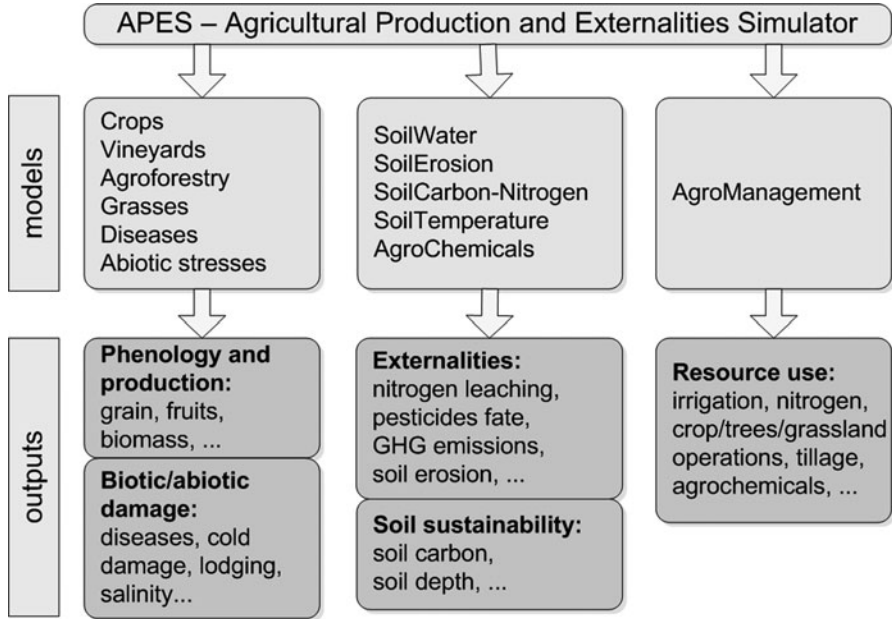 APES – Agricultural Production and Externalities Simulator
models
Crops
Vineyards
Agroforestry
Grasses
Diseases
Abiotic stresses
SoilWater
SoilErosion
SoilCarbon-Nitrogen
SoilTemperature
AgroChemicals
AgroManagement
outputs
Phenology and
production:
grain, fruits,
biomass, ...
Biotic/abiotic
damage:
diseases, cold
damage, lodging,
salinity...
Externalities:
nitrogen leaching,
pesticides fate,
GHG emissions,
soil erosion, ...
Soil sustainability:
soil carbon,
soil depth, ...
Resource use:
irrigation, nitrogen,
crop/trees/grassland
operations, tillage,
agrochemicals, ...